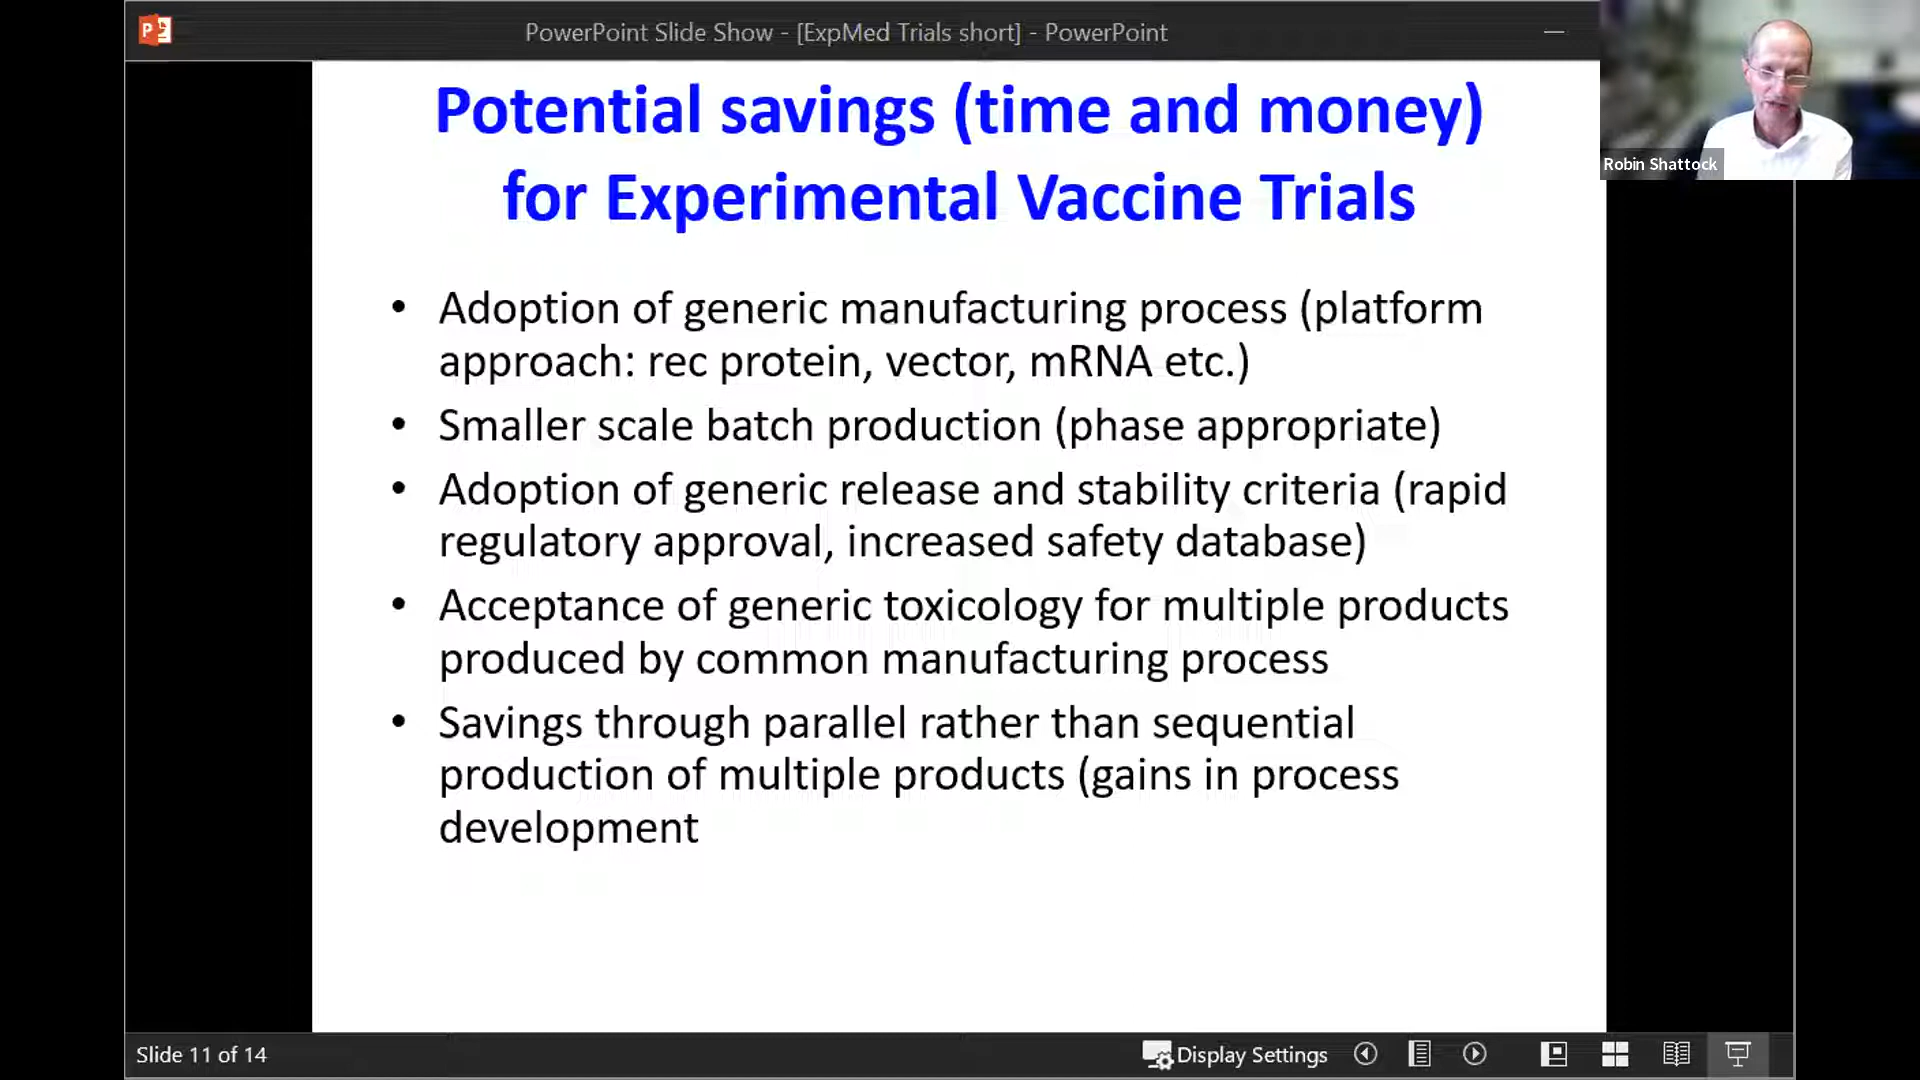 PowerPoint Slide Show - [ExpMed Trials short] - PowerPoint
Robin Shattock
Potential savings (time and money)
for Experimental Vaccine Trials
• Adoption of generic manufacturing process (platform
approach: rec protein, vector, mRNA etc.)
• Smaller scale batch production (phase appropriate)
• Adoption of generic release and stability criteria (rapid
regulatory approval, increased safety database)
• Acceptance of generic toxicology for multiple products
produced by common manufacturing process
• Savings through parallel rather than sequential
production of multiple products (gains in process
development
Slide 11 of 14
Display Settings